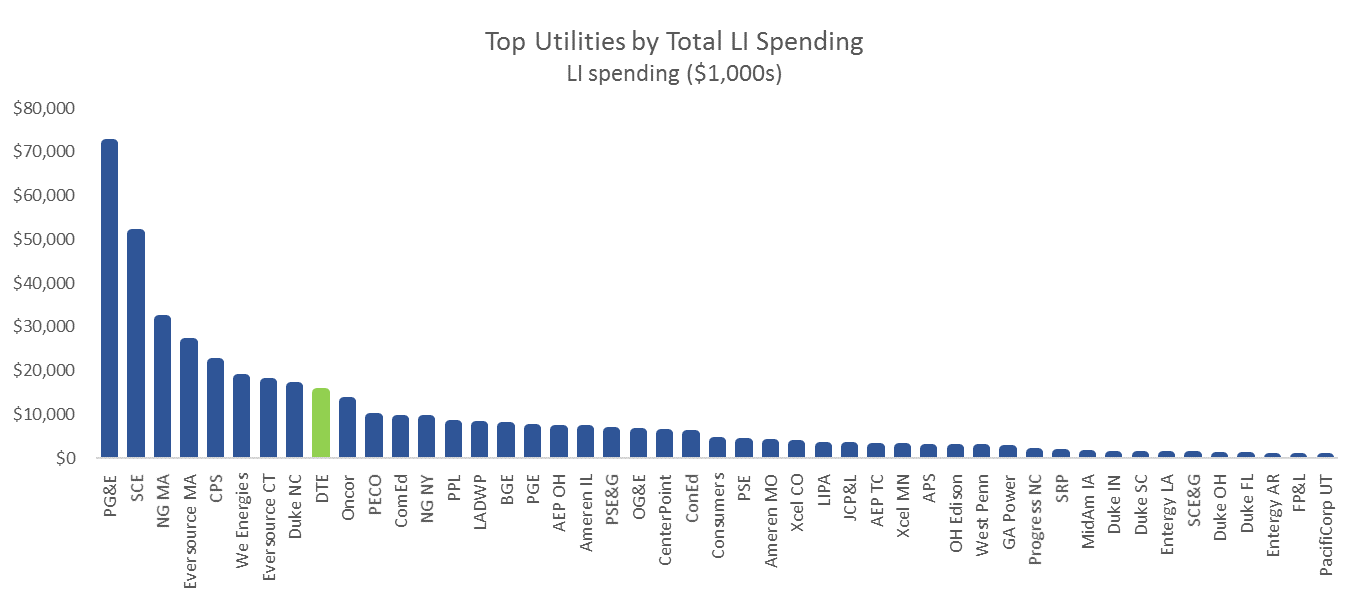 Top Utilities by Total LI Spending
LI spending ($1,000s)
$80,000
$70,000
$60,000
$50,000
$40,000
$30,000
$20,000
$10,000
$0
PG&E
SCE
NG MA
Eversource MA
CPS
We Energies
Eversource CT
Duke NC
DTE
Oncor
PECO
ComEd
NG NY
PPL
LADWP
BGE
PGE
AEP OH
Ameren IL
PSE&G
OG&E
CenterPoint
ConEd
Consumers
PSE
Ameren MO
Xcel CO
LIPA
JCP&L
AEP TC
Xcel MN
APS
OH Edison
West Penn
GA Power
Progress NC
SRP
MidAm IA
Duke IN
Duke SC
Entergy LA
SCE&G
Duke OH
Duke FL
Entergy AR
FP&L
PacifiCorp UT